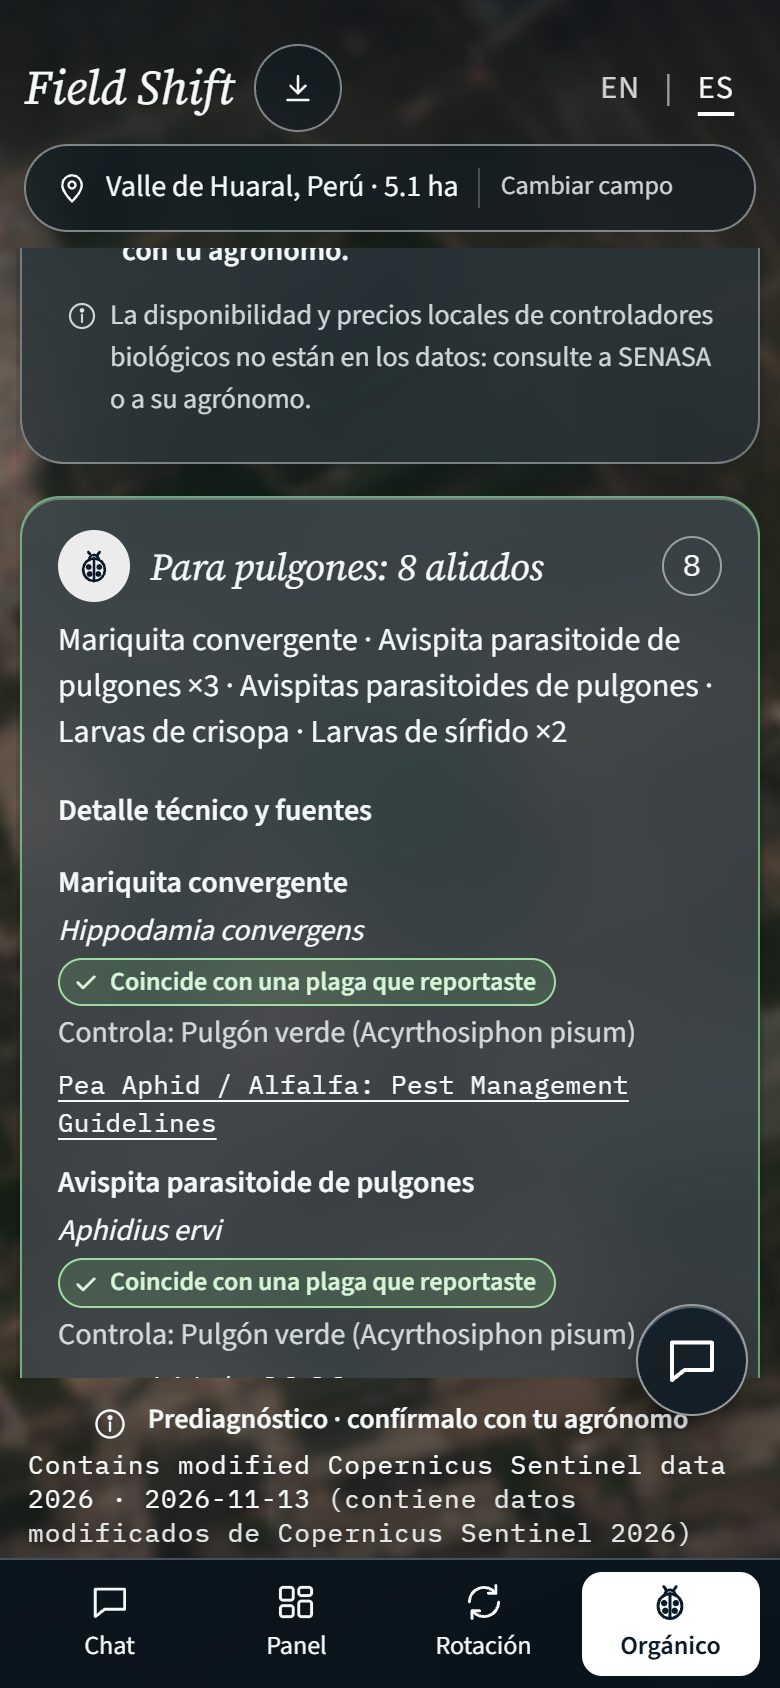 Field Shift
EN | ES
Valle de Huaral, Perú · 5.1 ha
Cambiar campo
con tu agrónomo.
La disponibilidad y precios locales de controladores
biológicos no están en los datos: consulte a SENASA
o a su agrónomo.
Para pulgones: 8 aliados
8
Mariquita convergente · Avispita parasitoide de
pulgones ×3 · Avispitas parasitoides de pulgones ·
Larvas de crisopa · Larvas de sírfido ×2
Detalle técnico y fuentes
Mariquita convergente
Hippodamia convergens
Coincide con una plaga que reportaste
Controla: Pulgón verde (Acyrthosiphon pisum)
Pea Aphid / Alfalfa: Pest Management
Guidelines
Avispita parasitoide de pulgones
Aphidius ervi
Coincide con una plaga que reportaste
Controla: Pulgón verde (Acyrthosiphon pisum)
Prediagnóstico · confírmalo con tu agrónomo
Contains modified Copernicus Sentinel data
2026 · 2026-11-13 (contiene datos
modificados de Copernicus Sentinel 2026)
Chat
Panel
Rotación
Orgánico